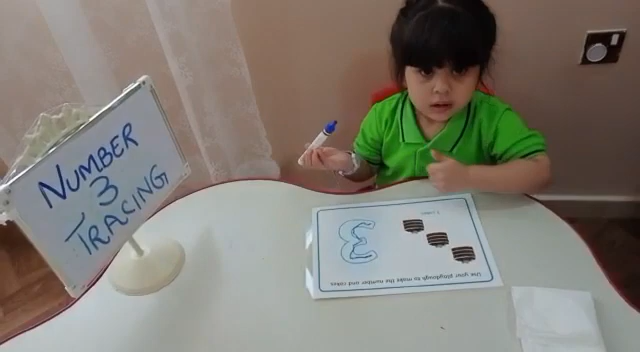 NUMBER
3
TRACING
Use your playdough to make the number and cakes.
3